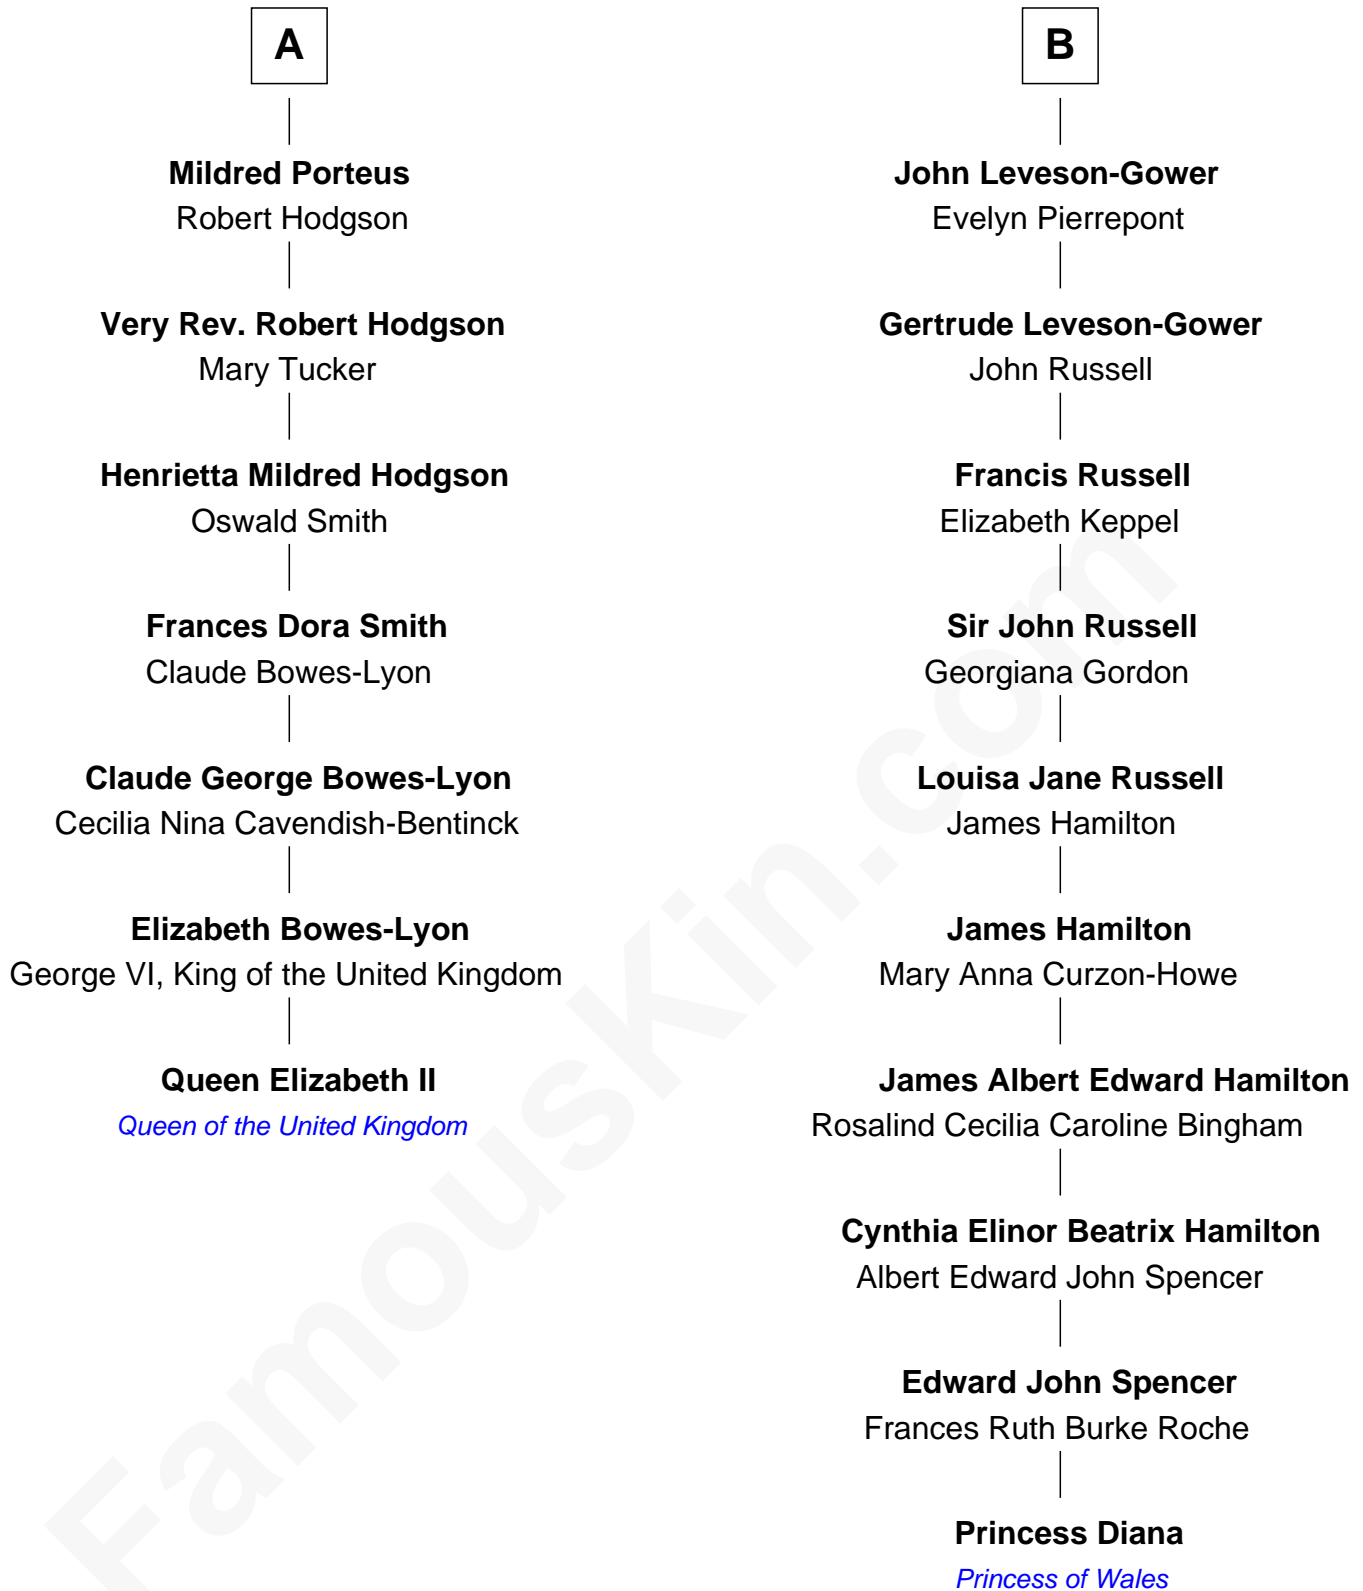 A
Mildred Porteus
Robert Hodgson
Very Rev. Robert Hodgson
Mary Tucker
Henrietta Mildred Hodgson
Oswald Smith
Frances Dora Smith
Claude Bowes-Lyon
Claude George Bowes-Lyon
Cecilia Nina Cavendish-Bentinck
Elizabeth Bowes-Lyon
George VI, King of the United Kingdom
Queen Elizabeth II
Queen of the United Kingdom
B
John Leveson-Gower
Evelyn Pierrepont
Gertrude Leveson-Gower
John Russell
Francis Russell
Elizabeth Keppel
Sir John Russell
Georgiana Gordon
Louisa Jane Russell
James Hamilton
James Hamilton
Mary Anna Curzon-Howe
James Albert Edward Hamilton
Rosalind Cecilia Caroline Bingham
Cynthia Elinor Beatrix Hamilton
Albert Edward John Spencer
Edward John Spencer
Frances Ruth Burke Roche
Princess Diana
Princess of Wales
FamousKin.com